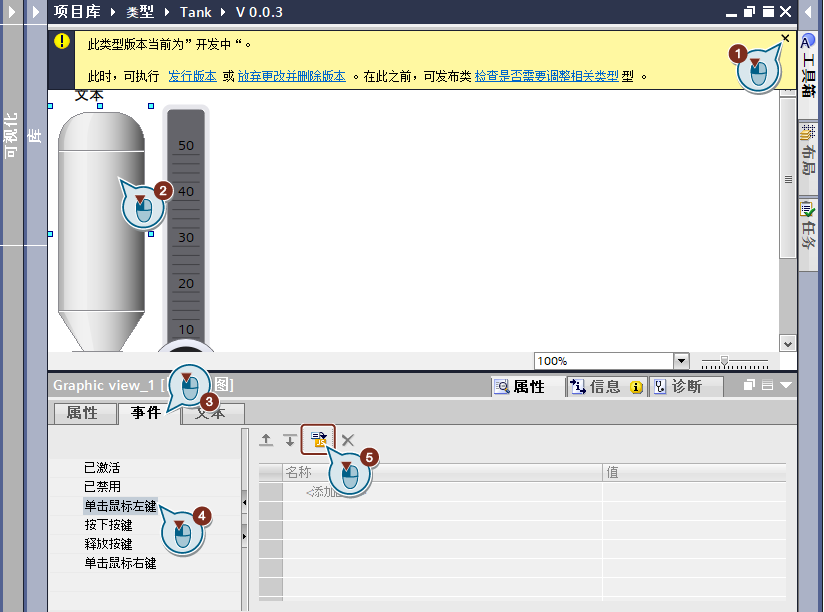 项目库 ▸ 类型 ▸ Tank ▸ V 0.0.3
此类型版本当前为”开发中“。
此时，可执行 发行版本 或放弃更改并删除版本 。在此之前，可发布类 检查是否需要调整相关类型 型 。
1
可视化
库
文本
50
40
30
20
10
2
工具箱
布局
任务
100%
Graphic view_1 [
图]
属性
信息
诊断
3
属性
事件
文本
已激活
已禁用
单击鼠标左键
按下按键
释放按键
单击鼠标右键
4
5
名称
值
<添加